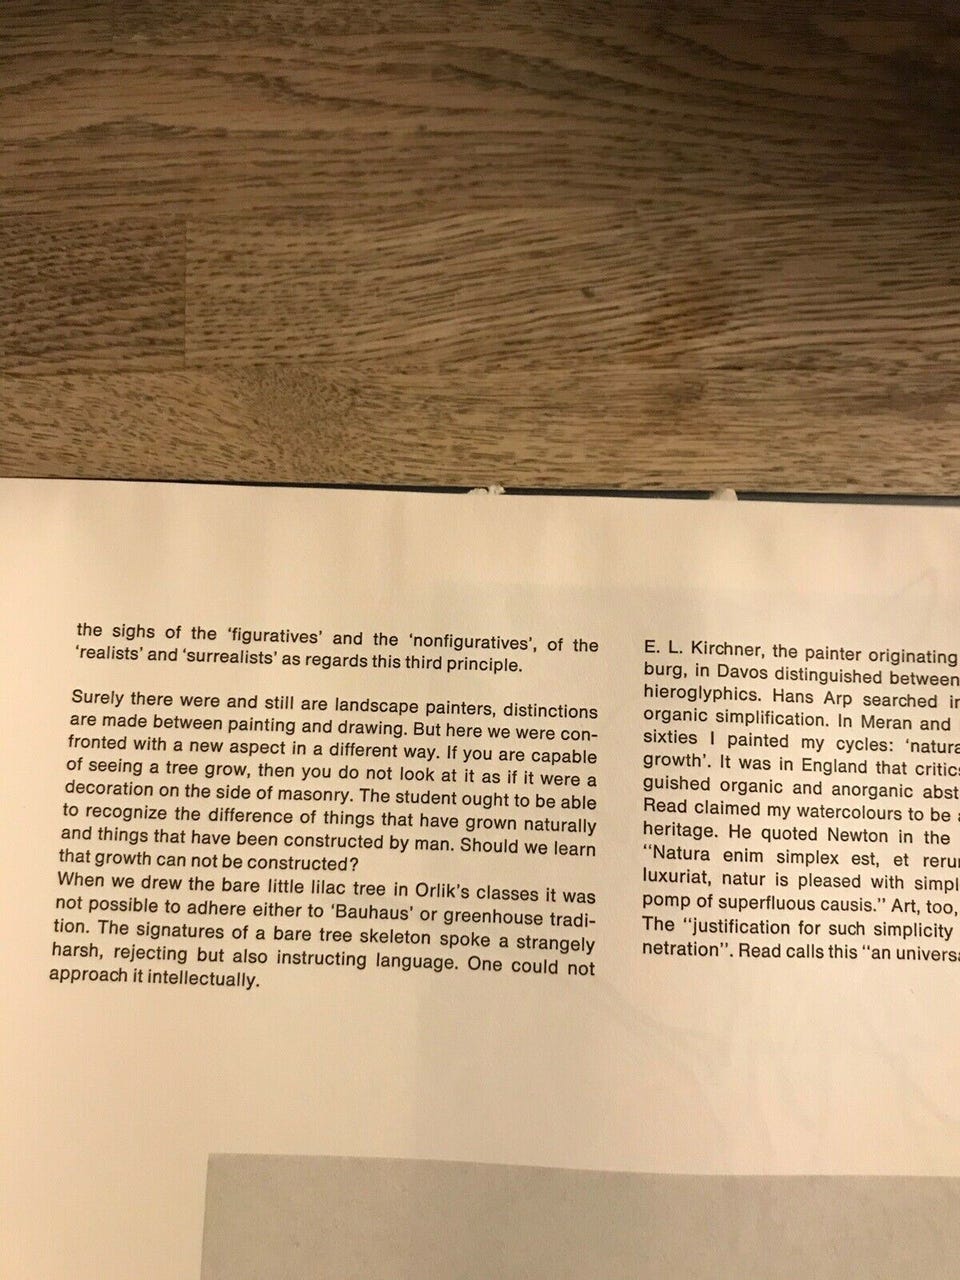 the sighs of the ‘figuratives’ and the ‘nonfiguratives’, of the
‘realists’ and ‘surrealists’ as regards this third principle.
Surely there were and still are landscape painters, distinctions
are made between painting and drawing. But here we were con-
fronted with a new aspect in a different way. If you are capable
of seeing a tree grow, then you do not look at it as if it were a
decoration on the side of masonry. The student ought to be able
to recognize the difference of things that have grown naturally
and things that have been constructed by man. Should we learn
that growth can not be constructed?
When we drew the bare little lilac tree in Orlik’s classes it was
not possible to adhere either to ‘Bauhaus’ or greenhouse tradi-
tion. The signatures of a bare tree skeleton spoke a strangely
harsh, rejecting but also instructing language. One could not
approach it intellectually.
E. L. Kirchner, the painter originating
burg, in Davos distinguished between
hieroglyphics. Hans Arp searched
organic simplification. In Meran and
sixties I painted my cycles:
growth’. It was in England that
guished organic and anorganic
Read claimed my watercolours to be
heritage. He quoted Newton in the
“Natura enim simplex est, et
luxuriat, natur is pleased with
pomp of superfluous causis.” Art, too,
The “justification for such simplicity
netration”. Read calls this “an